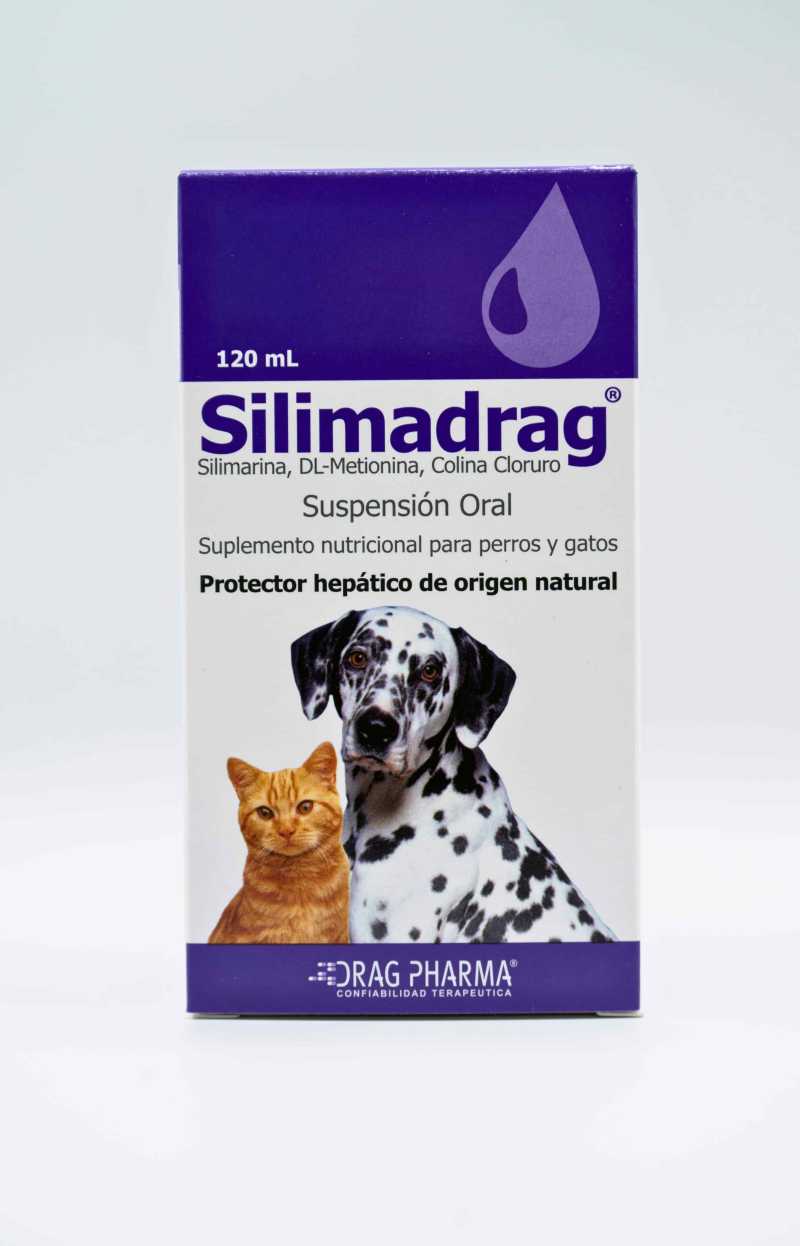 120 mL
Silimadrag®
Silimarina, DL-Metionina, Colina Cloruro
Suspensión Oral
Suplemento nutricional para perros y gatos
Protector hepático de origen natural
DRAG PHARMA®
CONFIABILIDAD TERAPEUTICA